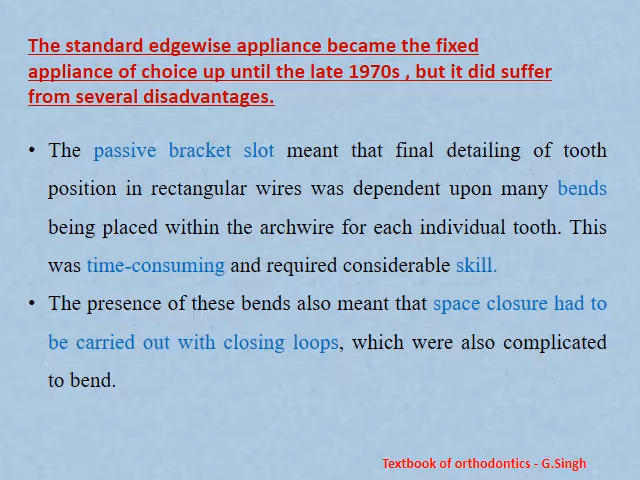 The standard edgewise appliance became the fixed
appliance of choice up until the late 1970s , but it did suffer
from several disadvantages.
• The passive bracket slot meant that final detailing of tooth
position in rectangular wires was dependent upon many bends
being placed within the archwire for each individual tooth. This
was time-consuming and required considerable skill.
• The presence of these bends also meant that space closure had to
be carried out with closing loops, which were also complicated
to bend.
Textbook of orthodontics - G.Singh